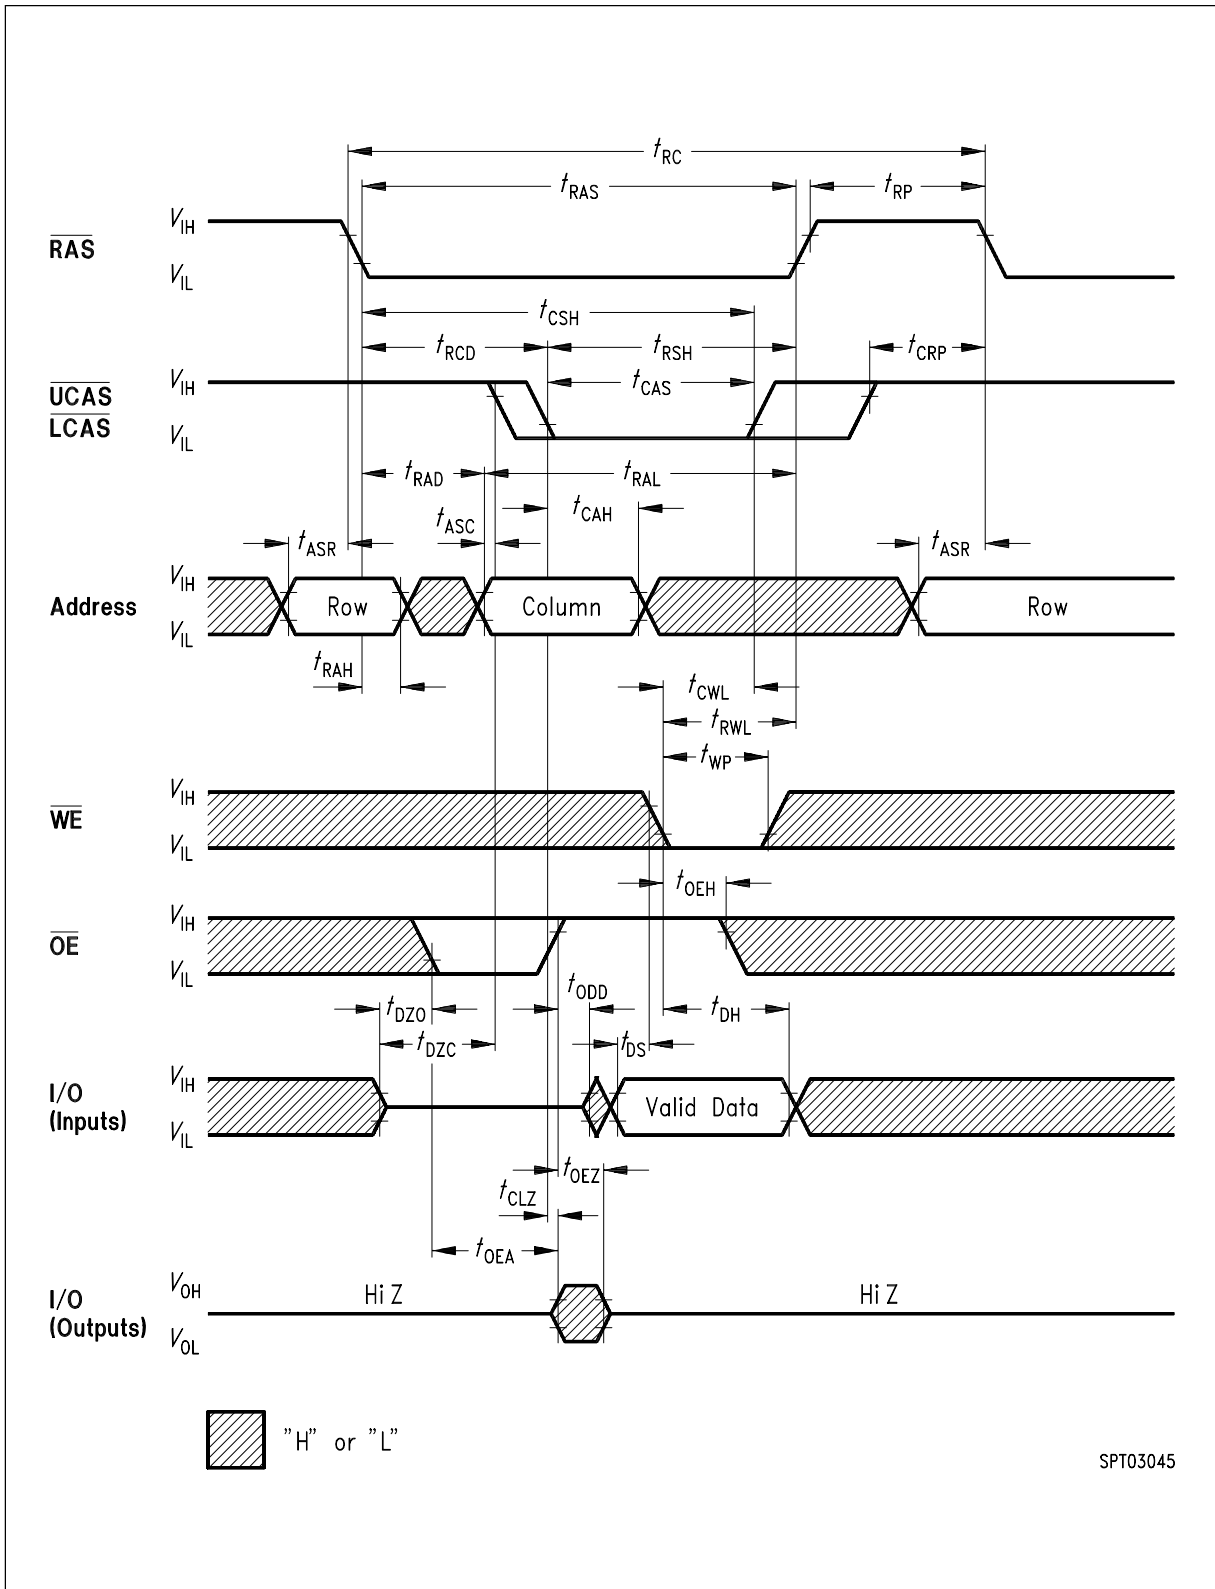 tRC
tRAS
tRP
RAS
VIH
VIL
tCSH
tRCD
tRSH
tCRP
tCAS
UCAS
LCAS
VIH
VIL
tRAD
tRAL
tCAH
tASC
tASR
tASR
Address
VIH
VIL
Row
Column
Row
tRAH
tCWL
tRWL
tWP
WE
VIH
VIL
tOEH
OE
VIH
VIL
tODD
tDZO
tDH
tDZC
tDS
I/O
(Inputs)
VIH
VIL
Valid Data
tOEZ
tCLZ
tOEA
I/O
(Outputs)
VOH
VOL
Hi Z
Hi Z
"H" or "L"
SPT03045